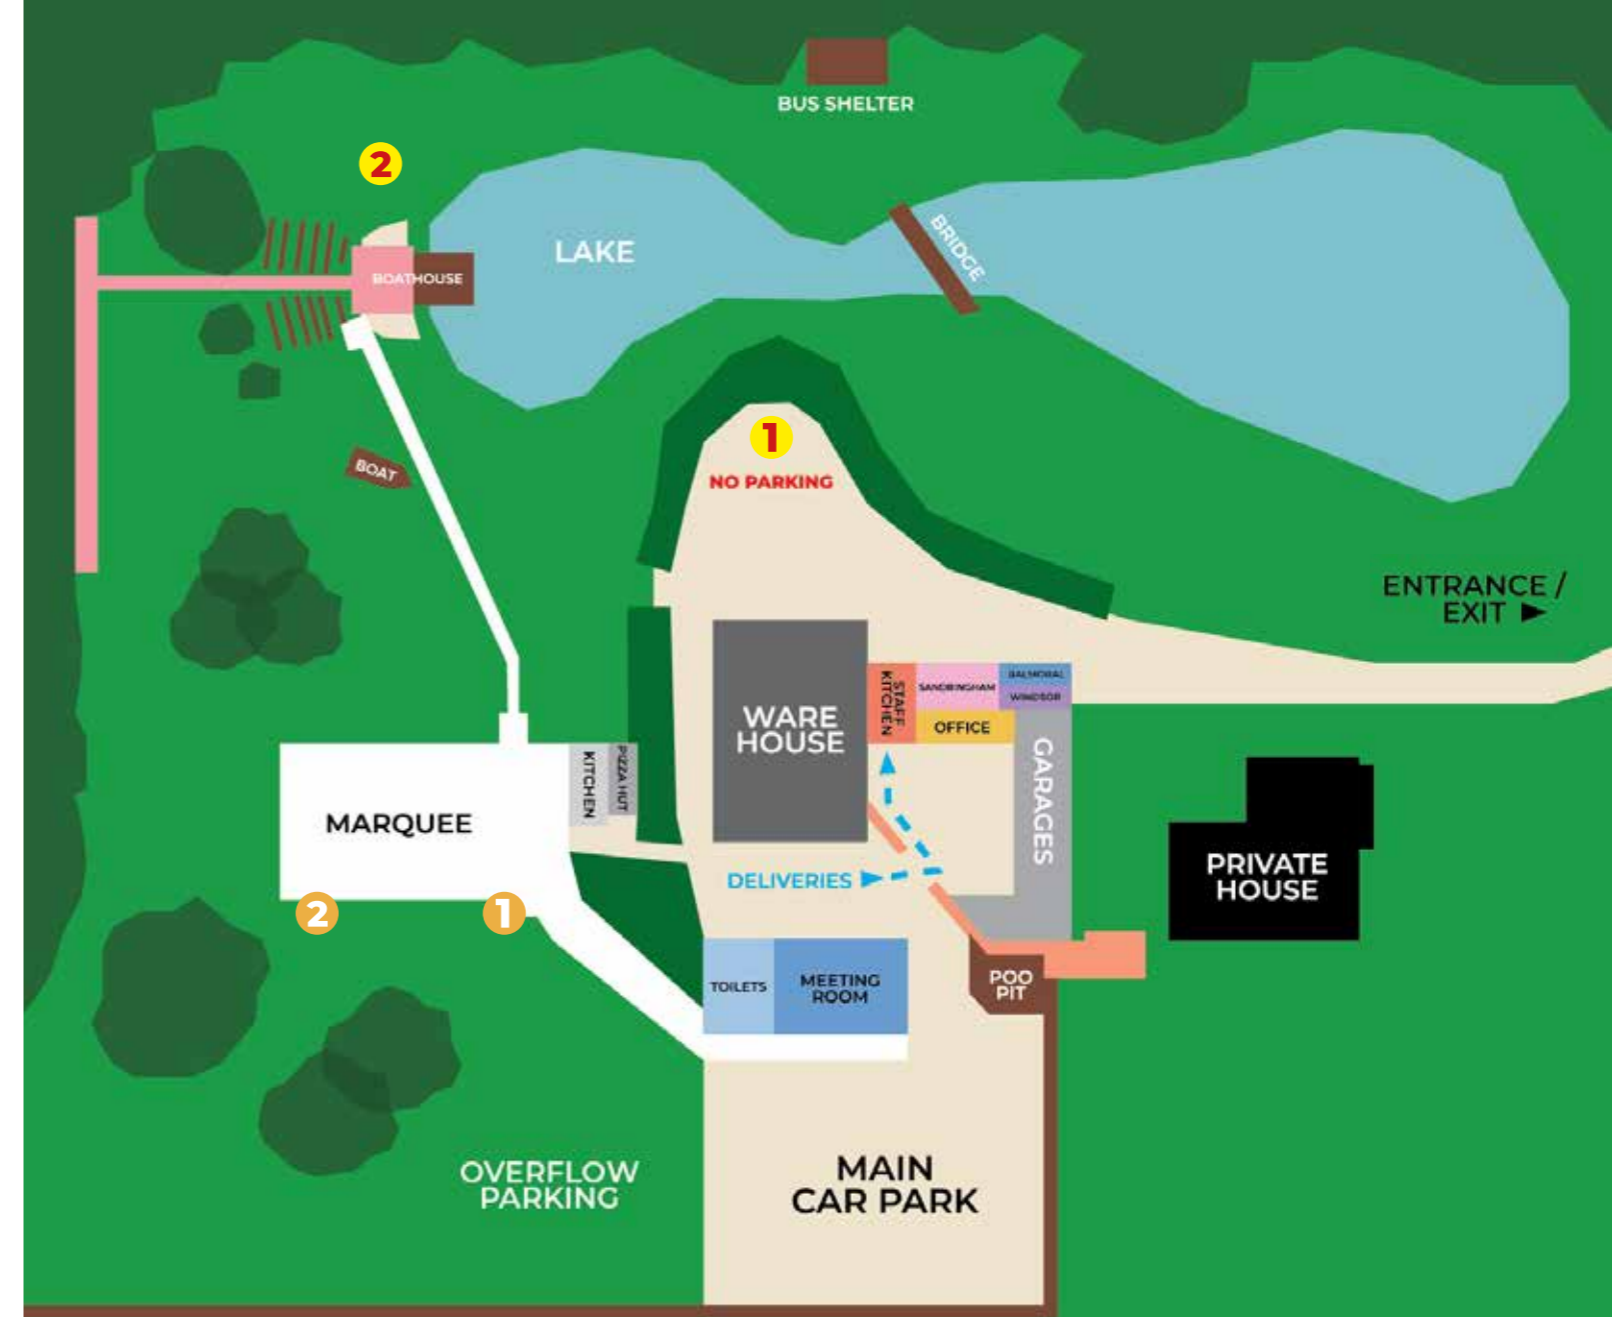 BUS SHELTER
2
LAKE
BRIDGE
BOATHOUSE
1
NO PARKING
BOAT
ENTRANCE /
EXIT
WARE
HOUSE
STAFF
KITCHEN
SANDRINGHAM
BALMORAL
WINDSOR
OFFICE
GARAGES
KITCHEN
PIZZA HUT
MARQUEE
PRIVATE
HOUSE
DELIVERIES
2
1
TOILETS
MEETING
ROOM
POO
PIT
OVERFLOW
PARKING
MAIN
CAR PARK